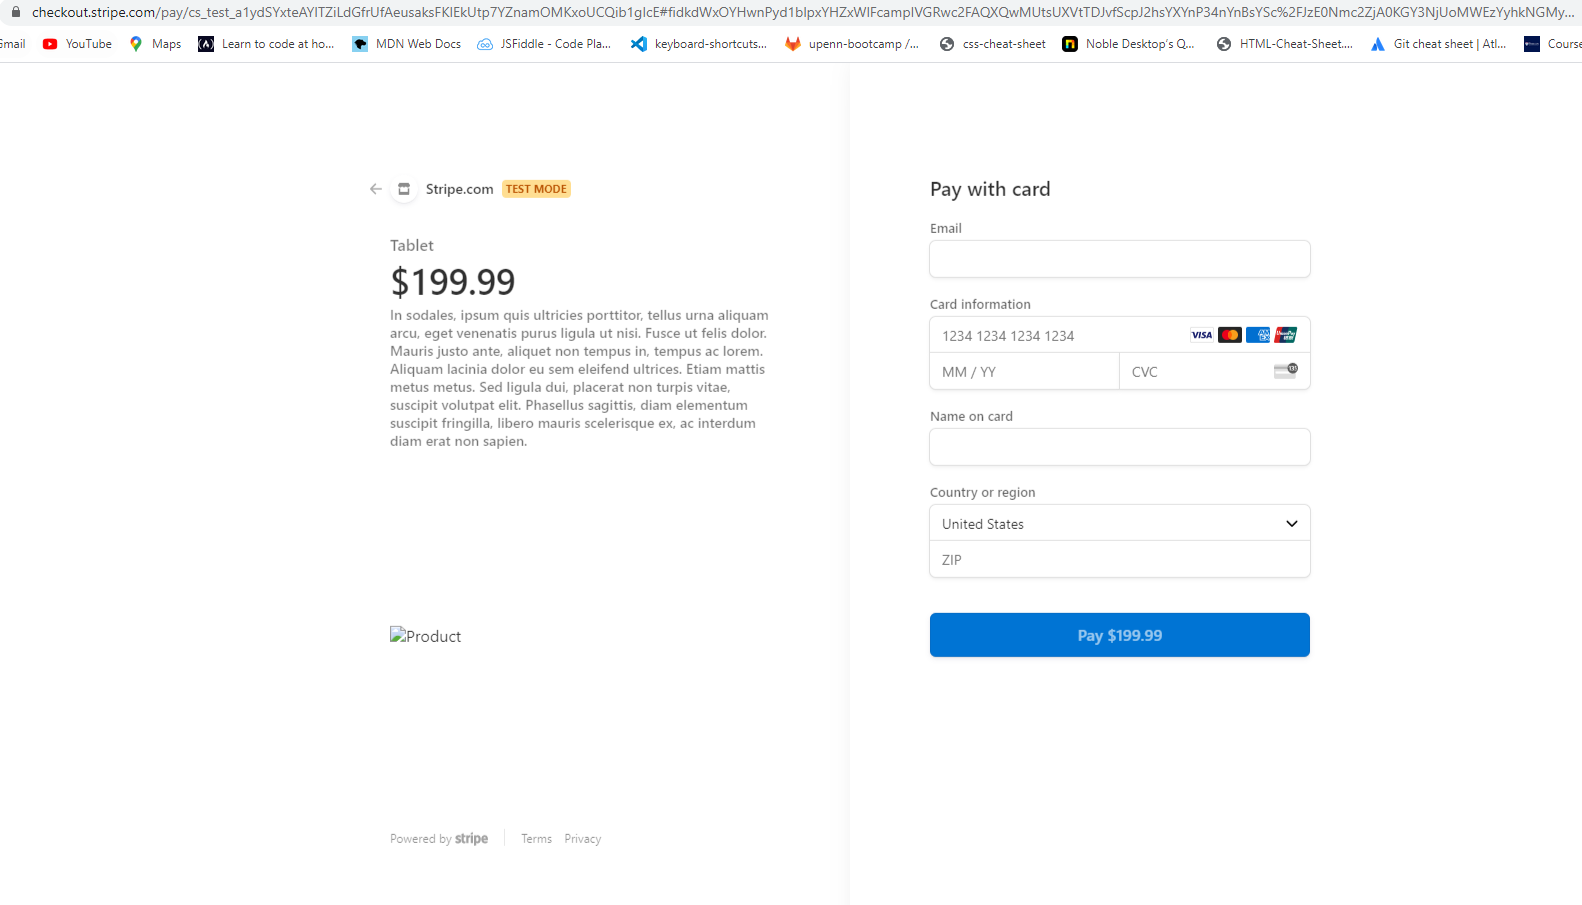 checkout.stripe.com/pay/
Gmail YouTube Maps Learn to code at ho... MDN Web Docs JSFiddle - Code Pla... keyboard-shortcuts... upenn-bootcamp /... css-cheat-sheet Noble Desktop's Q... HTML-Cheat-Sheet.... Git cheat sheet | Atl... Course
Stripe.com TEST MODE
Tablet
$199.99
In sodales, ipsum quis ultricies porttitor, tellus urna aliquam
arcu, eget venenatis purus ligula ut nisi. Fusce ut felis dolor.
Mauris justo ante, aliquet non tempus in, tempus ac lorem.
Aliquam lacinia dolor eu sem eleifend ultrices. Etiam mattis
metus metus. Sed ligula dui, placerat non turpis vitae,
suscipit volutpat elit. Phasellus sagittis, diam elementum
suscipit fringilla, libero mauris scelerisque ex, ac interdum
diam erat non sapien.
Product
Powered by stripe Terms Privacy
Pay with card
Email
Card information
1234 1234 1234 1234 VISA
MM / YY CVC
Name on card
Country or region
United States
ZIP
Pay $199.99